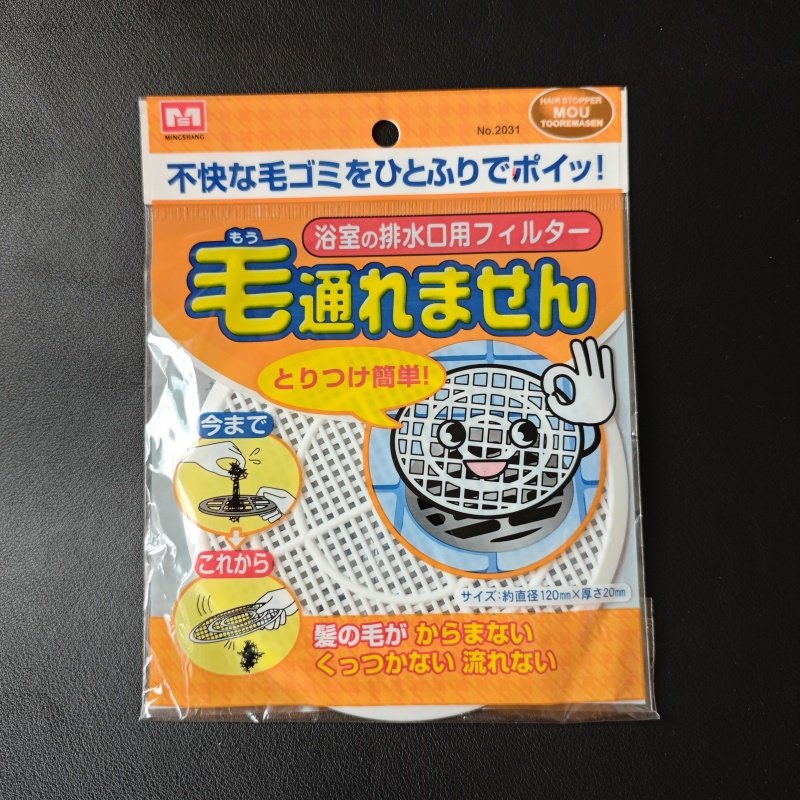 MS
MINGSHANG
No.2031
HAIR STOPPER
MOU
TOOREMASEN
不快な毛ゴミをひとふりでポイッ!
浴室の排水口用フィルター
もう
毛通れません
とりつけ簡単!
今まで
これから
サイズ:約直径120mm×厚さ20mm
髪の毛が からまない
くっつかない 流れない